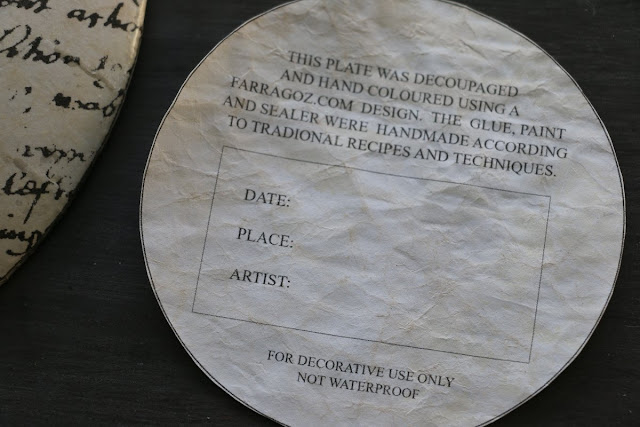 THIS PLATE WAS DECOUPAGED
AND HAND COLOURED USING A
FARRAGOZ.COM DESIGN. THE GLUE, PAINT
AND SEALER WERE HANDMADE ACCORDING
TO TRADIONAL RECIPES AND TECHNIQUES.
DATE:
PLACE:
ARTIST:
FOR DECORATIVE USE ONLY
NOT WATERPROOF